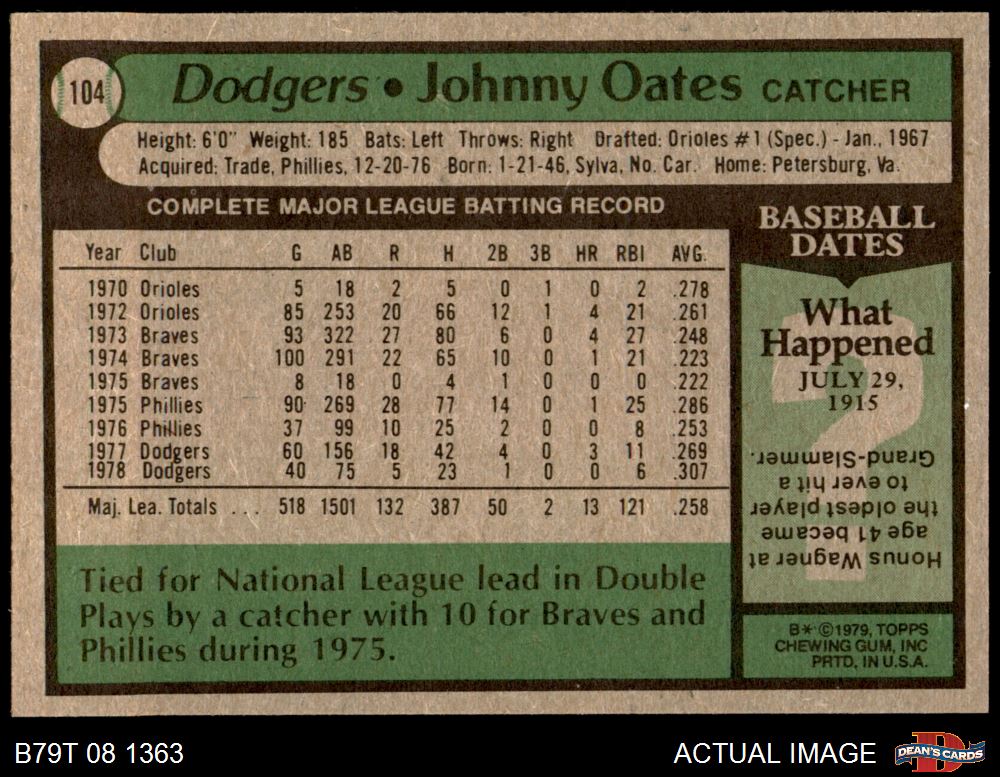 104
Dodgers • Johnny Oates CATCHER
Height: 6'0" Weight: 185 Bats: Left Throws: Right Drafted: Orioles #1 (Spec.) - Jan., 1967
Acquired: Trade, Phillies, 12-20-76 Born: 1-21-46, Sylva, No. Car. Home: Petersburg, Va.
COMPLETE MAJOR LEAGUE BATTING RECORD
Year Club G AB R H 2B 3B HR RBI AVG.
1970 Orioles 5 18 2 5 0 1 0 2 .278
1972 Orioles 85 253 20 66 12 1 4 21 .261
1973 Braves 93 322 27 80 6 0 4 27 .248
1974 Braves 100 291 22 65 10 0 1 21 .223
1975 Braves 8 18 0 4 1 0 0 0 .222
1975 Phillies 90 269 28 77 14 0 1 25 .286
1976 Phillies 37 99 10 25 2 0 0 8 .253
1977 Dodgers 60 156 18 42 4 0 3 11 .269
1978 Dodgers 40 75 5 23 1 0 0 6 .307
Maj. Lea. Totals ... 518 1501 132 387 50 2 13 121 .258
Tied for National League lead in Double
Plays by a catcher with 10 for Braves and
Phillies during 1975.
BASEBALL
DATES
What
Happened
JULY 29,
1915
?
Honus Wagner at
age 41 became
the oldest player
to ever hit a
Grand-Slammer.
B* ©1979, TOPPS
CHEWING GUM, INC
PRTD. IN U.S.A.
B79T 08 1363
ACTUAL IMAGE
D
DEAN'S CARDS